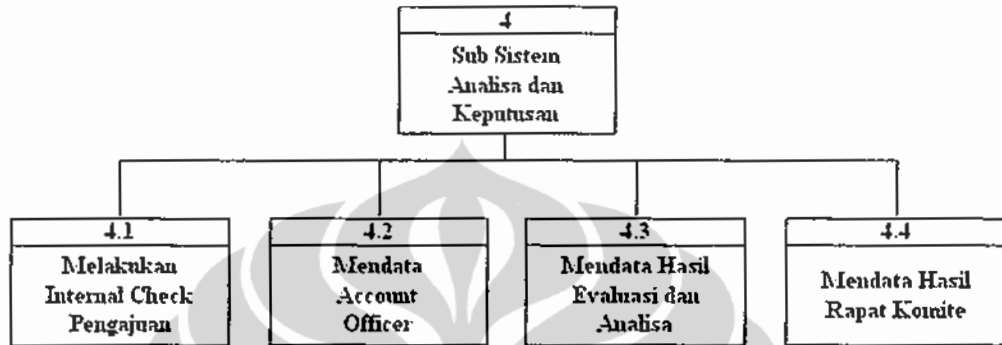 4
Sub Sistem
Analisa dan
Keputusan
4.1
Melakukan
Internal Check
Pengajuan
4.2
Mendata
Account
Officer
4.3
Mendata Hasil
Evaluasi dan
Analisa
4.4
Mendata Hasil
Rapat Komite